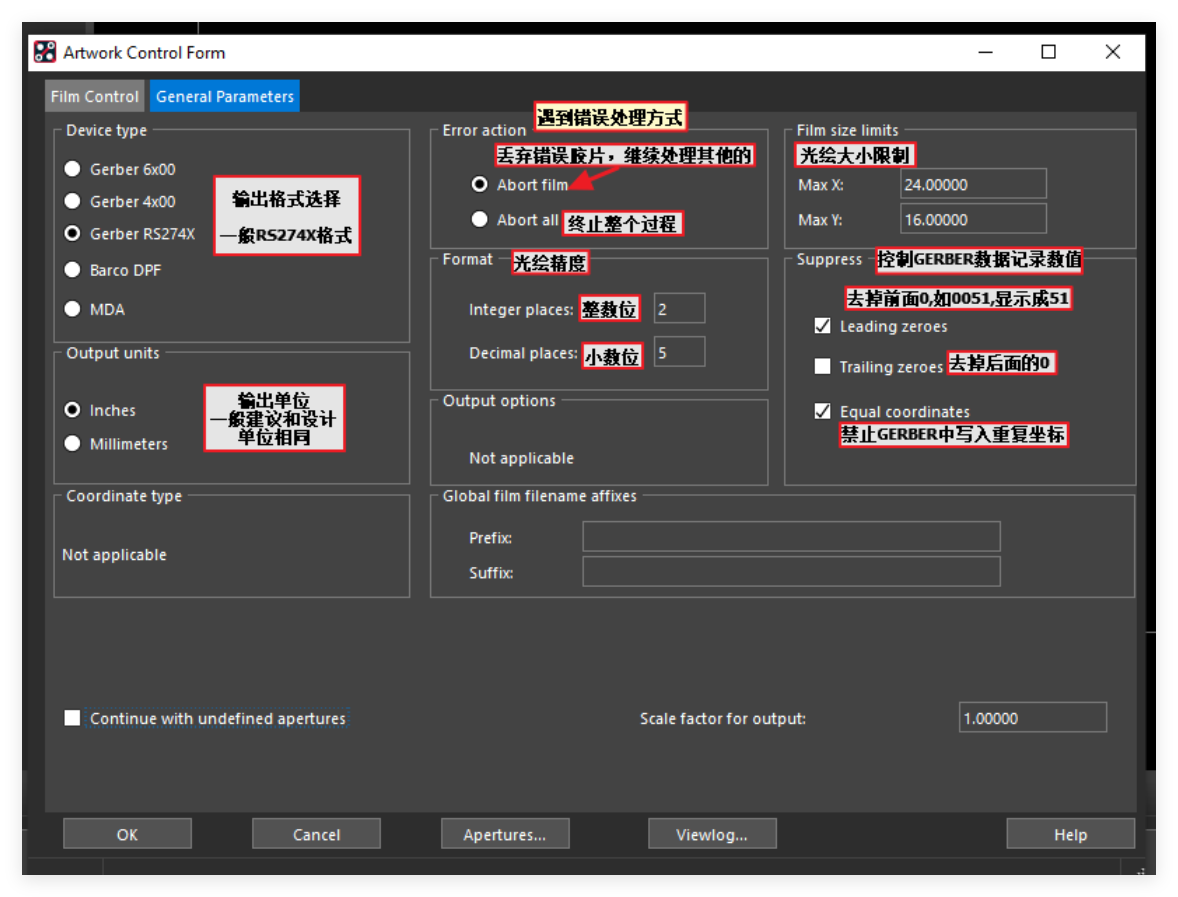 Artwork Control Form
Film Control
General Parameters
Device type
Gerber 6x00
Gerber 4x00
Gerber RS274X
Barco DPF
MDA
输出格式选择
一般RS274X格式
Error action
遇到错误处理方式
丢弃错误胶片，继续处理其他的
Abort film
Abort all
终止整个过程
Film size limits
光绘大小限制
Max X:
24.00000
Max Y:
16.00000
Format
光绘精度
Integer places:
整数位
2
Decimal places:
小数位
5
Suppress
控制GERBER数据记录数值
去掉前面0,如0051,显示成51
Leading zeroes
Trailing zeroes
去掉后面的0
Equal coordinates
禁止GERBER中写入重复坐标
Output units
Inches
Millimeters
输出单位
一般建议和设计
单位相同
Output options
Not applicable
Coordinate type
Not applicable
Global film filename affixes
Prefix:
Suffix:
Continue with undefined apertures
Scale factor for output:
1.00000
OK
Cancel
Apertures...
Viewlog...
Help